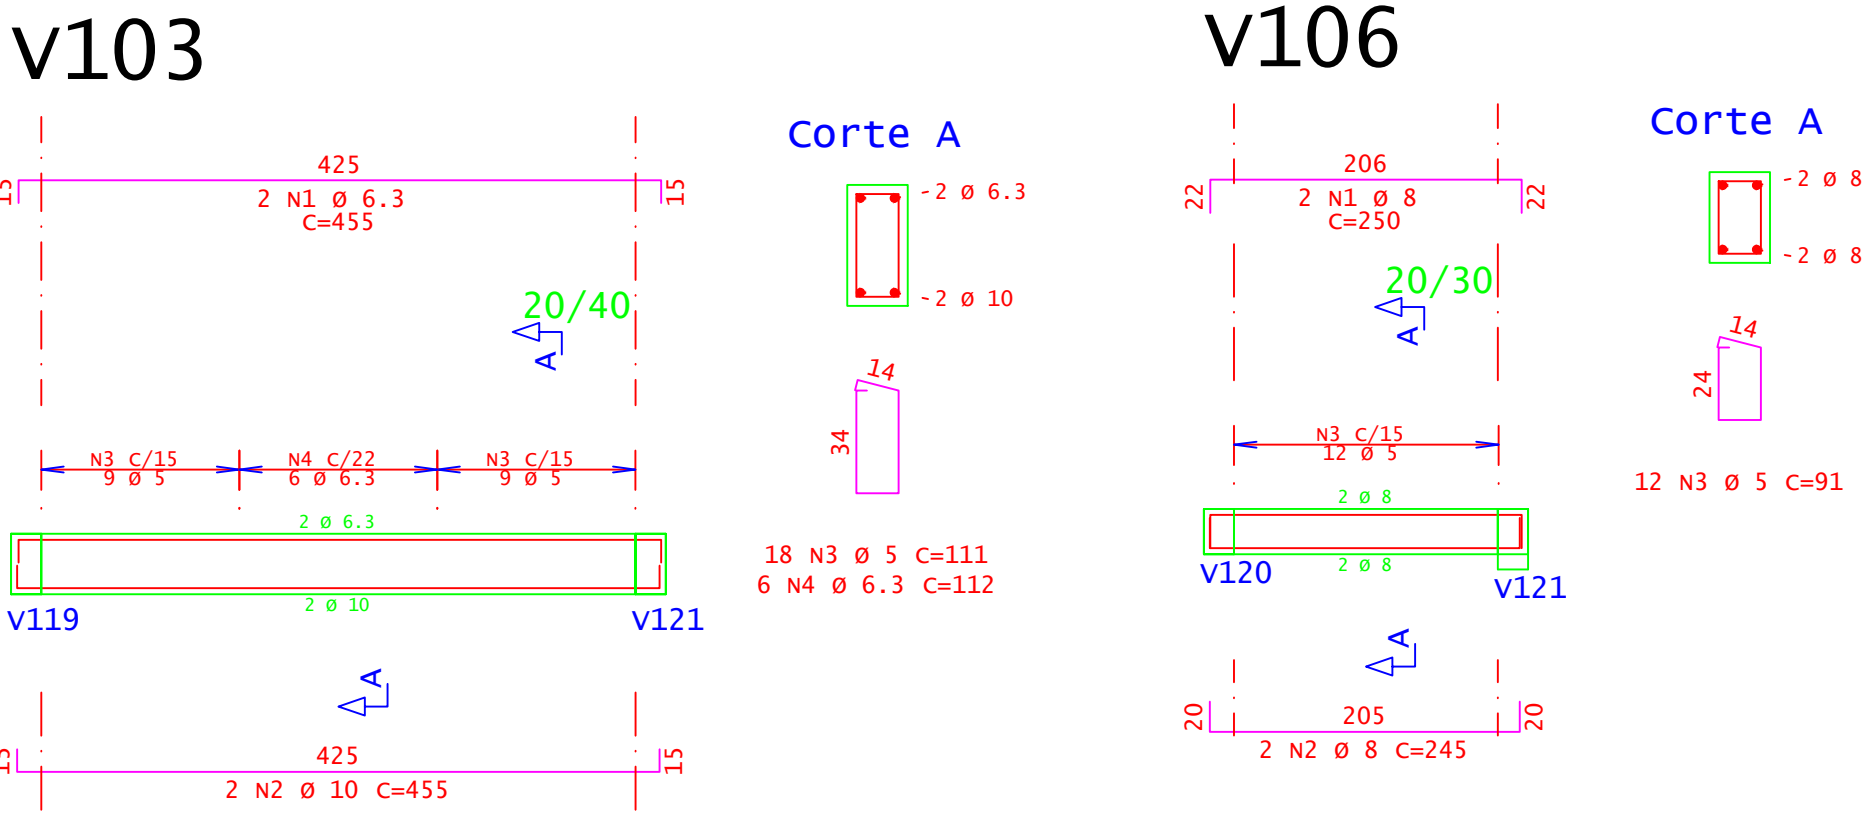 V103
425
15
15
2 N1 Ø 6.3
C=455
20/40
A
N3 C/15
9 Ø 5
N4 C/22
6 Ø 6.3
N3 C/15
9 Ø 5
2 Ø 6.3
2 Ø 10
V119
V121
A
15
425
15
2 N2 Ø 10 C=455
Corte A
-2 Ø 6.3
-2 Ø 10
14
34
18 N3 Ø 5 C=111
6 N4 Ø 6.3 C=112
V106
206
22
22
2 N1 Ø 8
C=250
20/30
A
N3 C/15
12 Ø 5
2 Ø 8
2 Ø 8
V120
V121
A
20
205
20
2 N2 Ø 8 C=245
Corte A
-2 Ø 8
-2 Ø 8
14
24
12 N3 Ø 5 C=91